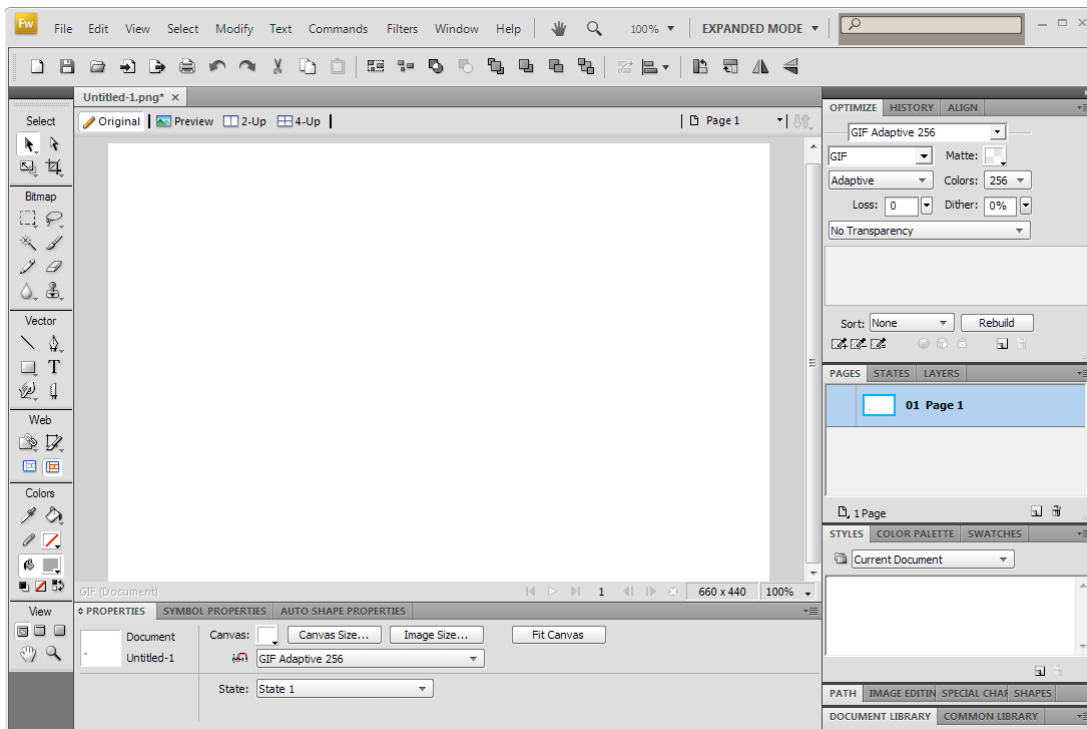 Fw File Edit View Select Modify Text Commands Filters Window Help 100% EXPANDED MODE
Untitled-1.png* ×
Original Preview 2-Up 4-Up Page 1
Select
Bitmap
Vector
T
Web
Colors
View
GIF (Document) 1 660 x 440 100%
PROPERTIES SYMBOL PROPERTIES AUTO SHAPE PROPERTIES
Document Canvas: Canvas Size... Image Size... Fit Canvas
Untitled-1 GIF Adaptive 256
State: State 1
OPTIMIZE HISTORY ALIGN
GIF Adaptive 256
GIF Matte:
Adaptive Colors: 256
Loss: 0 Dither: 0%
No Transparency
Sort: None Rebuild
PAGES STATES LAYERS
01 Page 1
1 Page
STYLES COLOR PALETTE SWATCHES
Current Document
PATH IMAGE EDITIN SPECIAL CHAF SHAPES
DOCUMENT LIBRARY COMMON LIBRARY